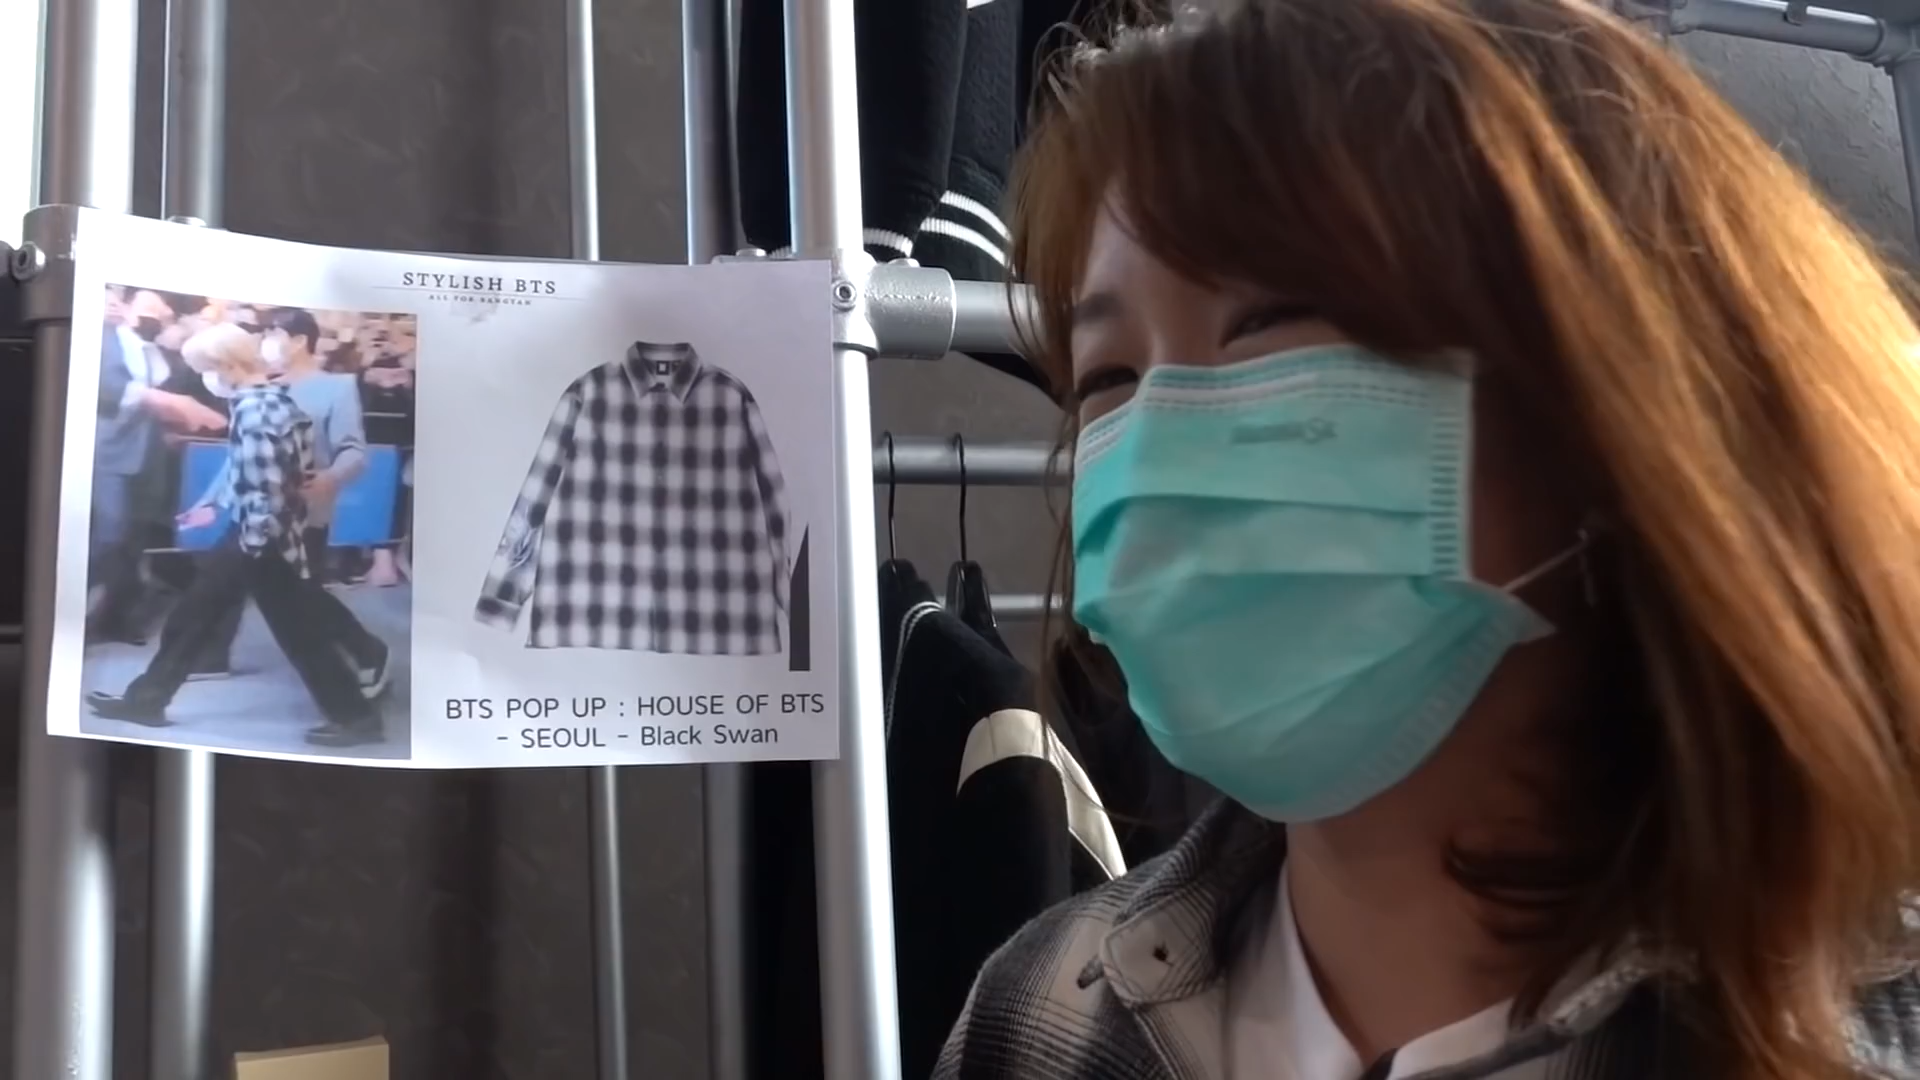 STYLISH BTS
ALL FOR BANGTAN
BTS POP UP : HOUSE OF BTS
- SEOUL - Black Swan